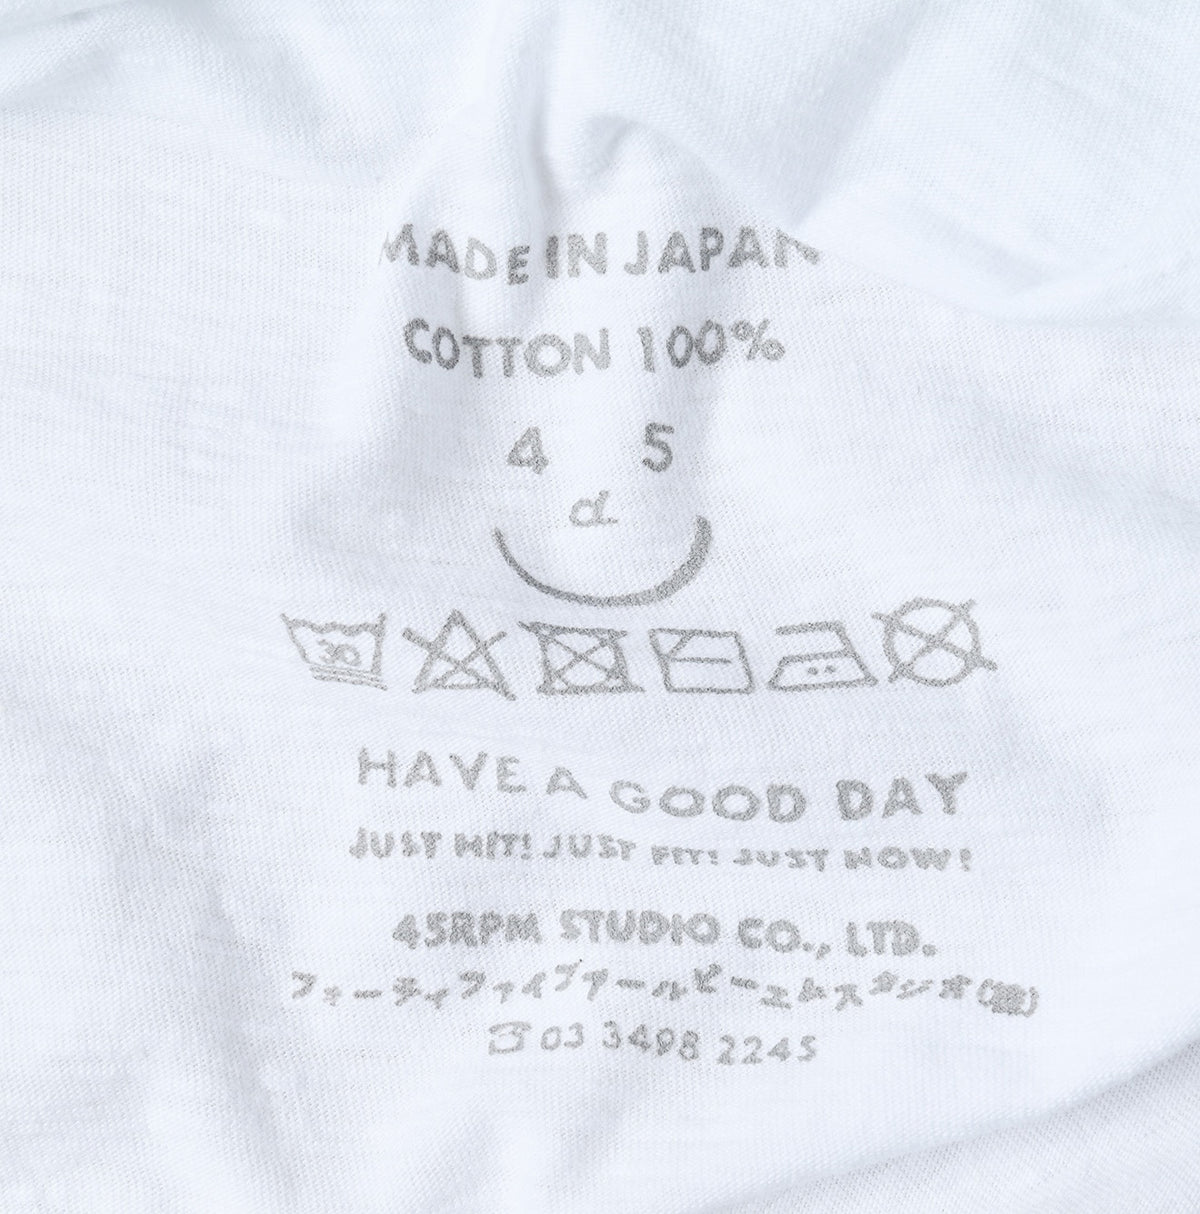 MADE IN JAPAN
COTTON 100%
4 5
d
30
HAVE A GOOD DAY
JUST HIT! JUST FIT! JUST NOW!
45RPM STUDIO CO., LTD.
フォーティファイブアールピーエムスタジオ(株)
☎ 03 3498 2245